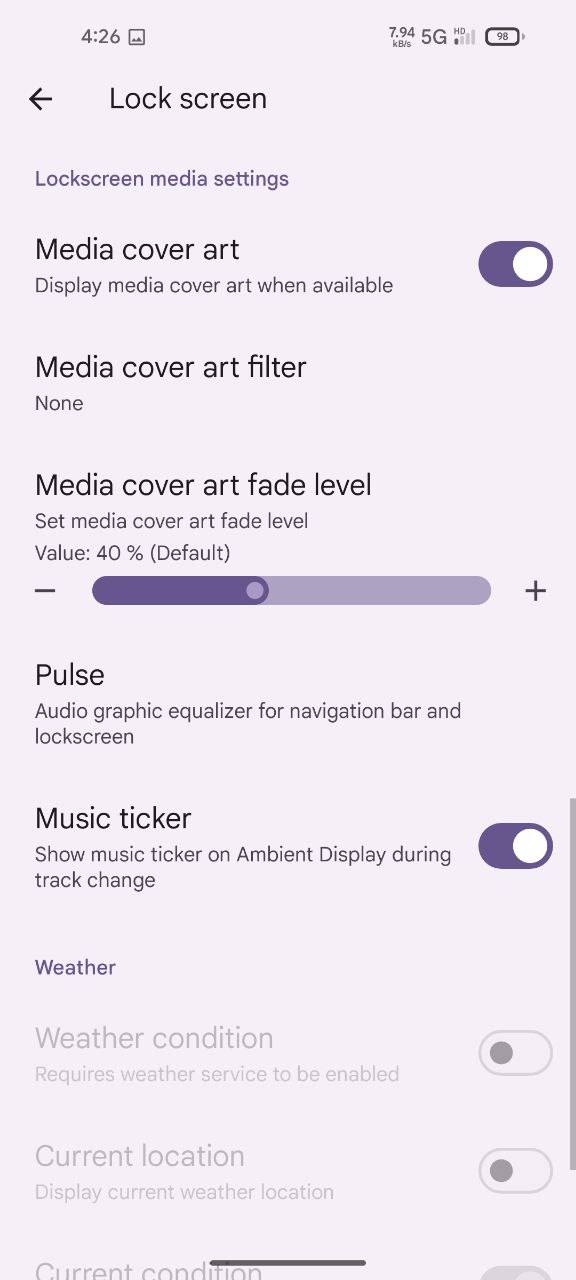 4:26
7.94
kB/s
5G
HD
98
Lock screen
Lockscreen media settings
Media cover art
Display media cover art when available
Media cover art filter
None
Media cover art fade level
Set media cover art fade level
Value: 40 % (Default)
Pulse
Audio graphic equalizer for navigation bar and
lockscreen
Music ticker
Show music ticker on Ambient Display during
track change
Weather
Weather condition
Requires weather service to be enabled
Current location
Display current weather location
Current condition